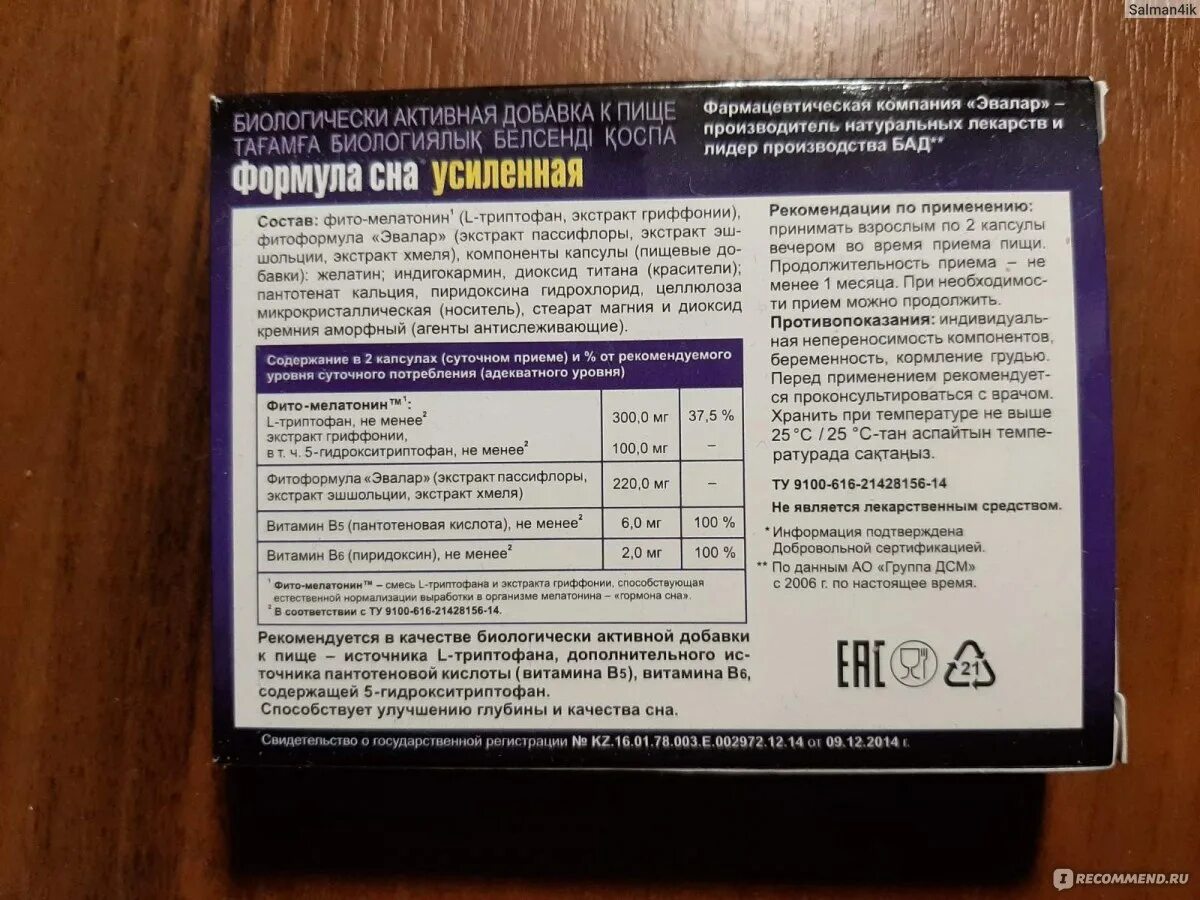 Salman4ik
БИОЛОГИЧЕСКИ АКТИВНАЯ ДОБАВКА К ПИЩЕ
ТАҒАМҒА БИОЛОГИЯЛЫҚ БЕЛСЕНДІ ҚОСПА
Формула сна® усиленная
Фармацевтическая компания «Эвалар» –
производитель натуральных лекарств и
лидер производства БАД**
Состав: фито-мелатонин¹ (L-триптофан, экстракт гриффонии),
фитоформула «Эвалар» (экстракт пассифлоры, экстракт эш-
шольции, экстракт хмеля), компоненты капсулы (пищевые до-
бавки): желатин; индигокармин, диоксид титана (красители);
пантотенат кальция, пиридоксина гидрохлорид, целлюлоза
микрокристаллическая (носитель), стеарат магния и диоксид
кремния аморфный (агенты антислеживающие).
Содержание в 2 капсулах (суточном приеме) и % от рекомендуемого
уровня суточного потребления (адекватного уровня)
Фито-мелатонин™¹:
L-триптофан, не менее² 300,0 мг 37,5 %
экстракт гриффонии,
в т. ч. 5-гидрокситриптофан, не менее² 100,0 мг –
Фитоформула «Эвалар» (экстракт пассифлоры,
экстракт эшшольции, экстракт хмеля) 220,0 мг –
Витамин B5 (пантотеновая кислота), не менее² 6,0 мг 100 %
Витамин B6 (пиридоксин), не менее² 2,0 мг 100 %
¹ Фито-мелатонин™ – смесь L-триптофана и экстракта гриффонии, способствующая
естественной нормализации выработки в организме мелатонина – «гормона сна».
² В соответствии с ТУ 9100-616-21428156-14.
Рекомендуется в качестве биологически активной добавки
к пище – источника L-триптофана, дополнительного ис-
точника пантотеновой кислоты (витамина B5), витамина B6,
содержащей 5-гидрокситриптофан.
Способствует улучшению глубины и качества сна.
Рекомендации по применению:
принимать взрослым по 2 капсулы
вечером во время приема пищи.
Продолжительность приема – не
менее 1 месяца. При необходимос-
ти прием можно продолжить.
Противопоказания: индивидуаль-
ная непереносимость компонентов,
беременность, кормление грудью.
Перед применением рекомендует-
ся проконсультироваться с врачом.
Хранить при температуре не выше
25 °С / 25 °С-тан аспайтын темпе-
ратурада сақтаңыз.
ТУ 9100-616-21428156-14
Не является лекарственным средством.
* Информация подтверждена
Добровольной сертификацией.
** По данным АО «Группа ДСМ»
с 2006 г. по настоящее время.
EAC
21
Свидетельство о государственной регистрации № KZ.16.01.78.003.E.002972.12.14 от 09.12.2014 г.
I RECOMMEND.RU